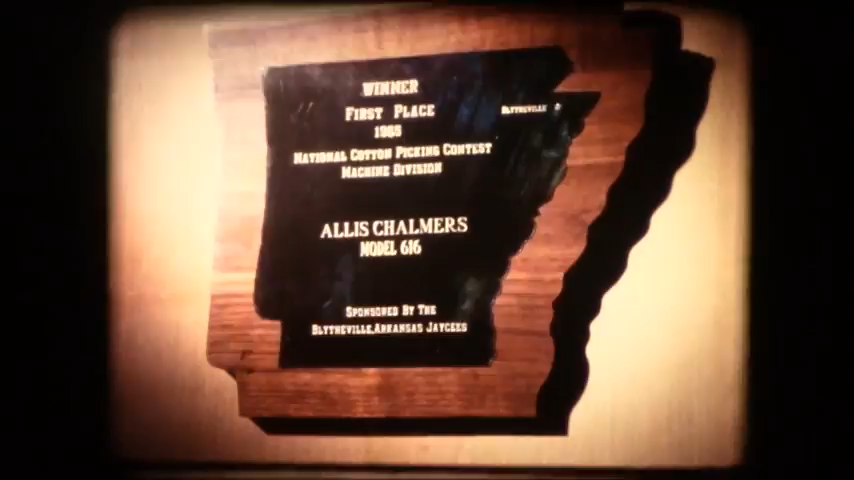 WINNER
FIRST PLACE
1965
NATIONAL COTTON PICKING CONTEST
MACHINE DIVISION
BLYTHEVILLE
ALLIS CHALMERS
MODEL 616
SPONSORED BY THE
BLYTHEVILLE, ARKANSAS JAYCEES